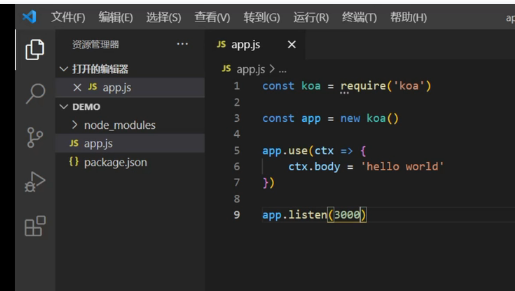 文件(F) 编辑(E) 选择(S) 查看(V) 转到(G) 运行(R) 终端(T) 帮助(H) ap
资源管理器 ···
打开的编辑器
JS app.js
DEMO
node_modules
JS app.js
{} package.json
JS app.js
JS app.js > ...
1 const koa = require('koa')
2
3 const app = new koa()
4
5 app.use(ctx => {
6 ctx.body = 'hello world'
7 })
8
9 app.listen(3000)